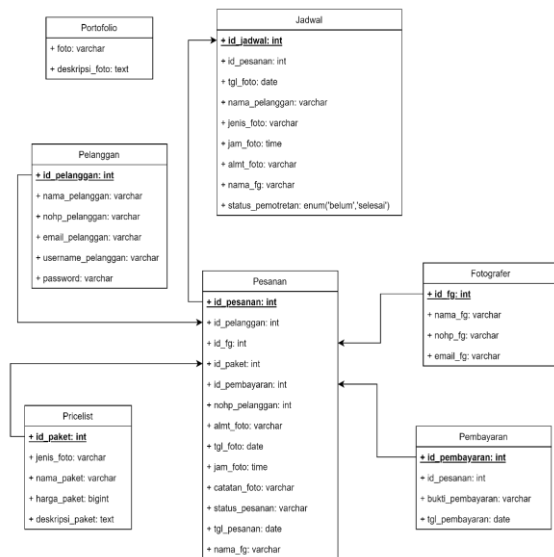 Portofolio
+ foto: varchar
+ deskripsi_foto: text
Jadwal
+ id_jadwal: int
+ id_pesanan: int
+ tgl_foto: date
+ nama_pelanggan: varchar
+ jenis_foto: varchar
+ jam_foto: time
+ almt_foto: varchar
+ nama_fg: varchar
+ status_pemotretan: enum('belum','selesai')
Pelanggan
+ id_pelanggan: int
+ nama_pelanggan: varchar
+ nohp_pelanggan: varchar
+ email_pelanggan: varchar
+ username_pelanggan: varchar
+ password: varchar
Pesanan
+ id_pesanan: int
+ id_pelanggan: int
+ id_fg: int
+ id_paket: int
+ id_pembayaran: int
+ nohp_pelanggan: int
+ almt_foto: varchar
+ tgl_foto: date
+ jam_foto: time
+ catatan_foto: varchar
+ status_pesanan: varchar
+ tgl_pesanan: date
+ nama_fg: varchar
Fotografer
+ id_fg: int
+ nama_fg: varchar
+ nohp_fg: varchar
+ email_fg: varchar
Pricelist
+ id_paket: int
+ jenis_foto: varchar
+ nama_paket: varchar
+ harga_paket: bigint
+ deskripsi_paket: text
Pembayaran
+ id_pembayaran: int
+ id_pesanan: int
+ bukti_pembayaran: varchar
+ tgl_pembayaran: date